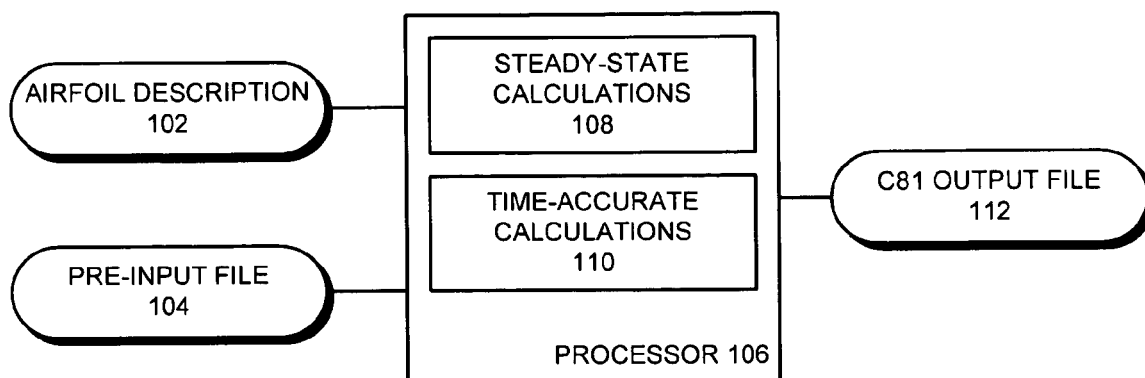 AIRFOIL DESCRIPTION
102
PRE-INPUT FILE
104
STEADY-STATE
CALCULATIONS
108
TIME-ACCURATE
CALCULATIONS
110
PROCESSOR 106
C81 OUTPUT FILE
112